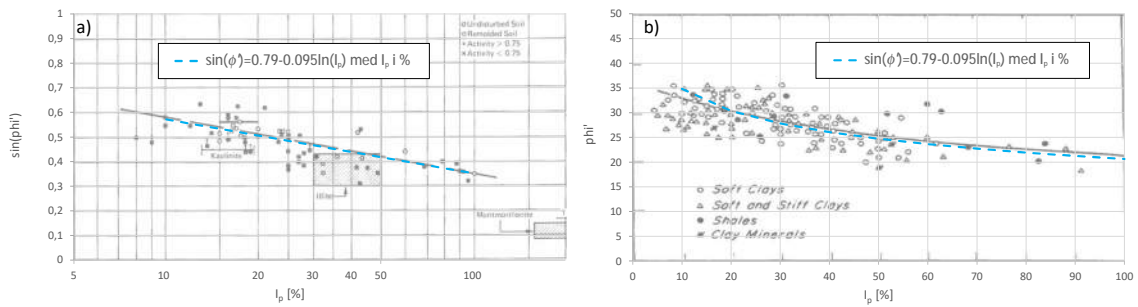 a)
Undisturbed Soil
Remolded Soil
Activity > 0.75
Activity < 0.75
sin(ϕ')=0.79-0.095ln(Iₚ) med Iₚ i %
Kaolinite
Illite
Montmorillonite
1
0,9
0,8
0,7
0,6
0,5
0,4
0,3
0,2
0,1
0
sin(phi')
5
10
20
30
40
50
100
Iₚ [%]
b)
sin(ϕ')=0.79-0.095ln(Iₚ) med Iₚ i %
Soft Clays
Soft and Stiff Clays
Shales
Clay Minerals
50
45
40
35
30
25
20
15
10
5
0
phi'
0
10
20
30
40
50
60
70
80
90
100
Iₚ [%]